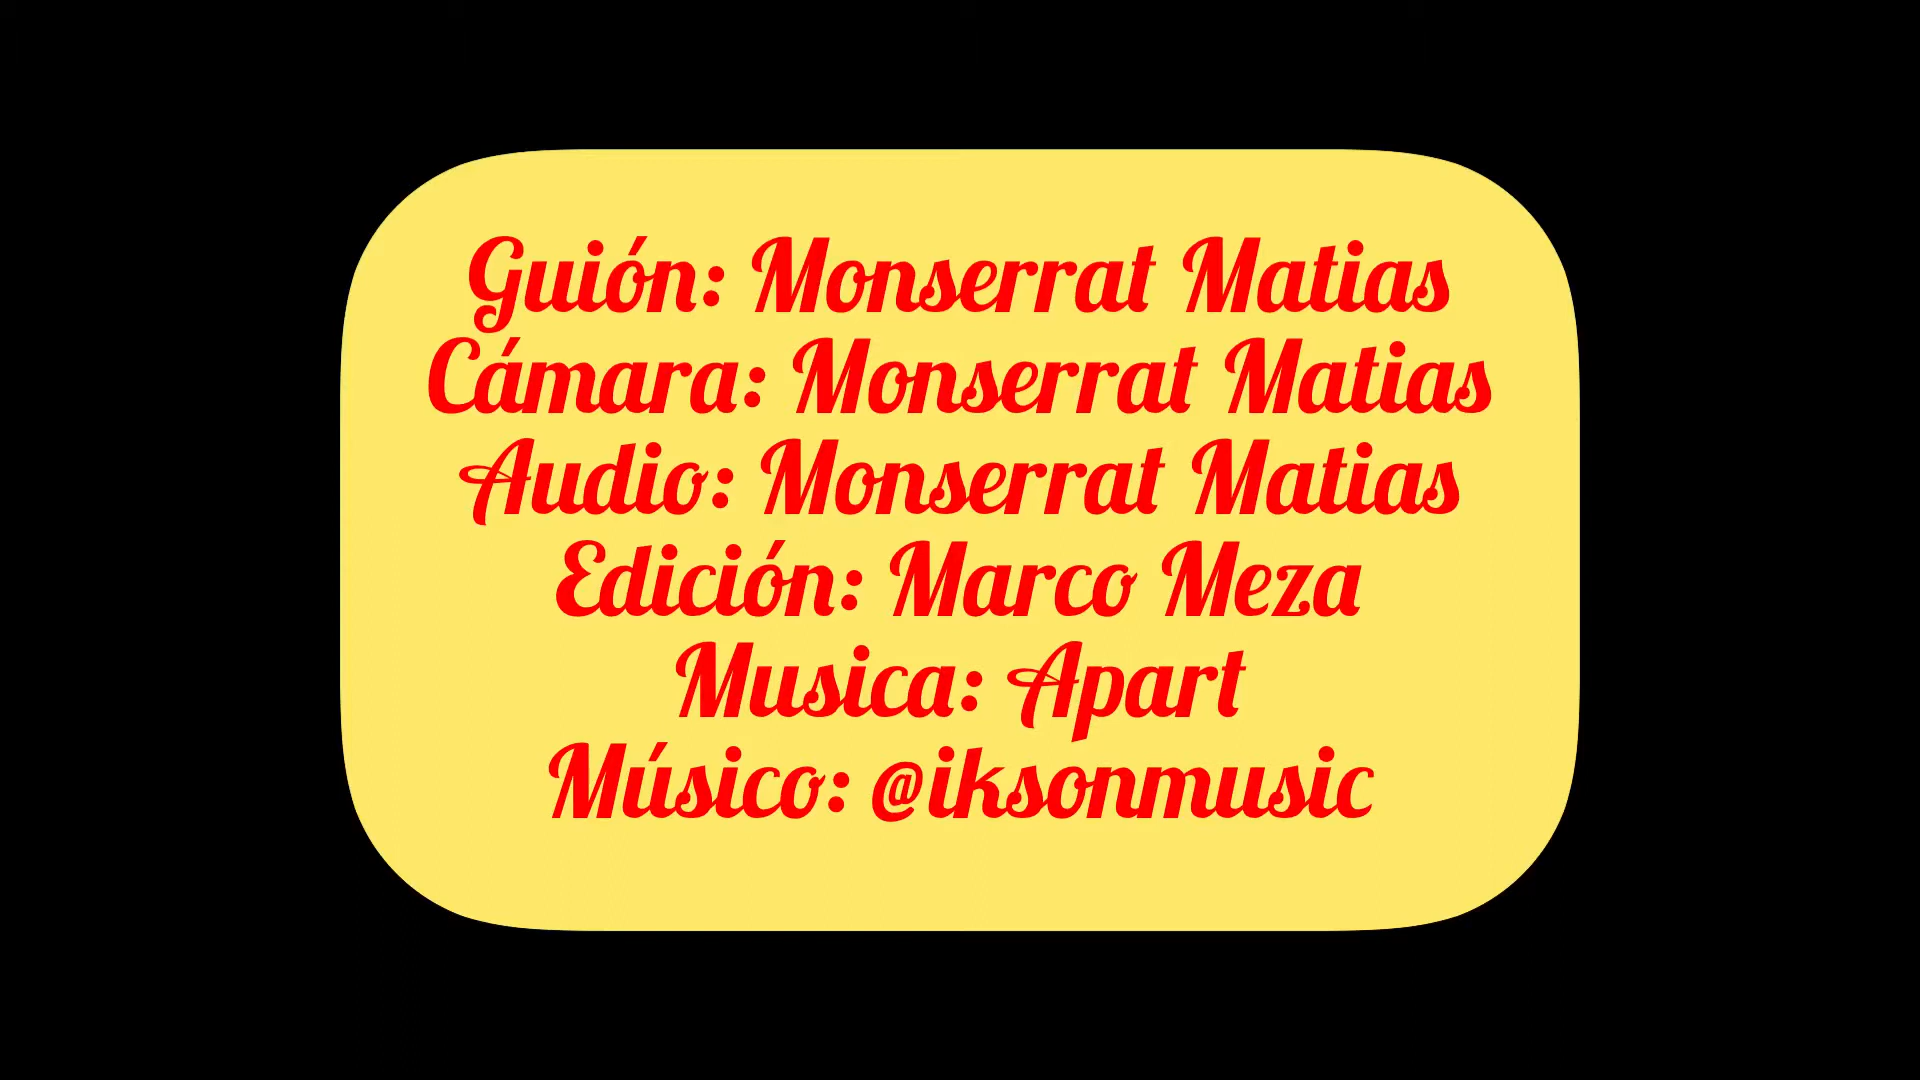 Guión: Monserrat Matias
Cámara: Monserrat Matias
Audio: Monserrat Matias
Edición: Marco Meza
Musica: Apart
Músico: @iksonmusic